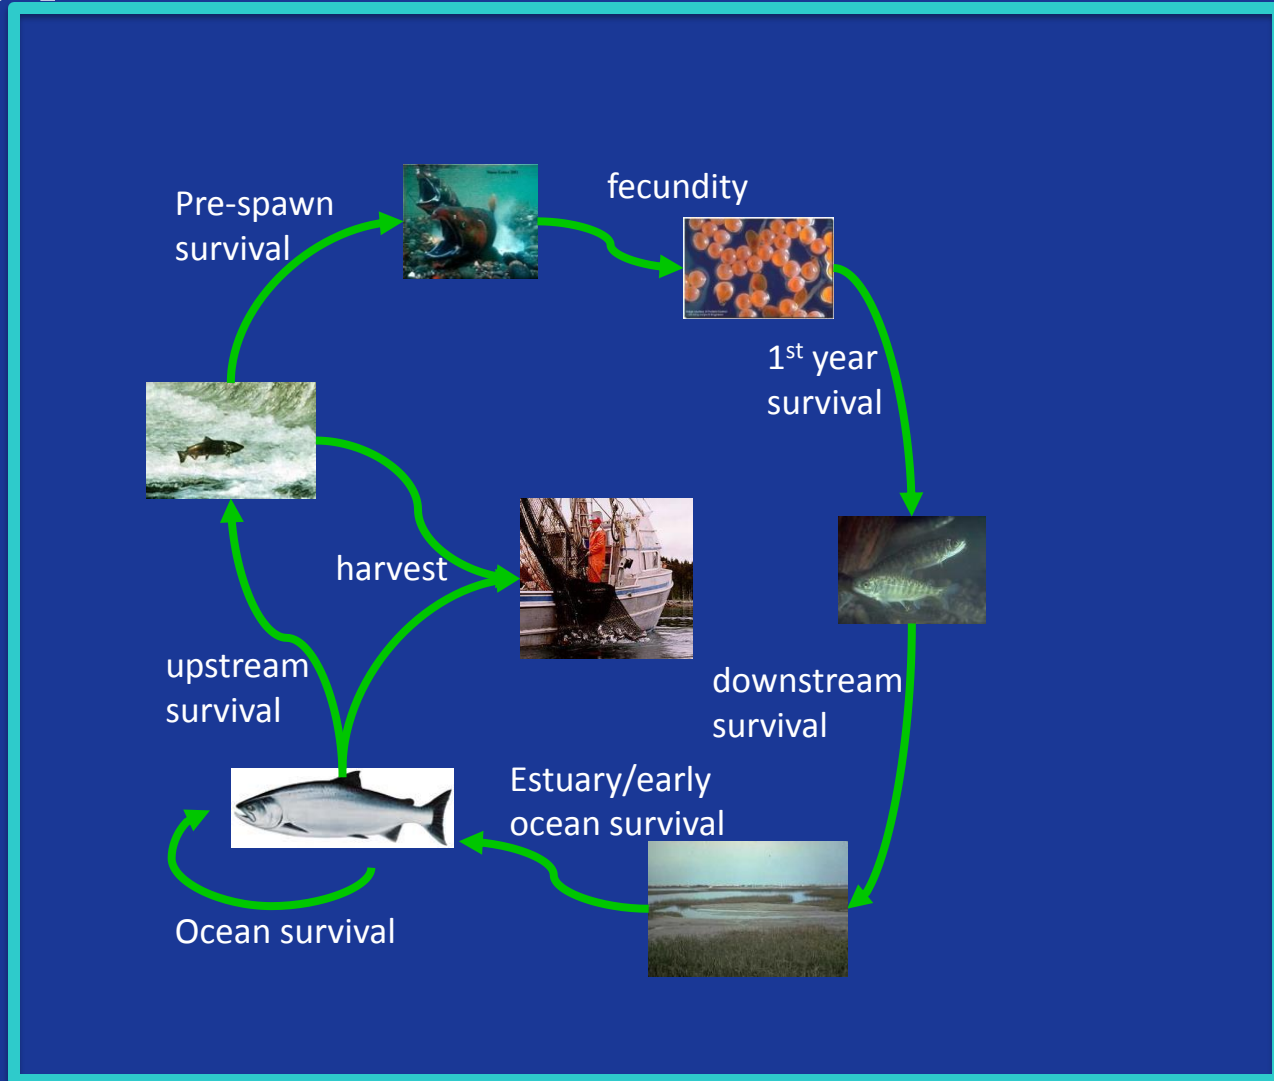 Pre-spawn
survival
fecundity
1st year
survival
harvest
upstream
survival
downstream
survival
Estuary/early
ocean survival
Ocean survival